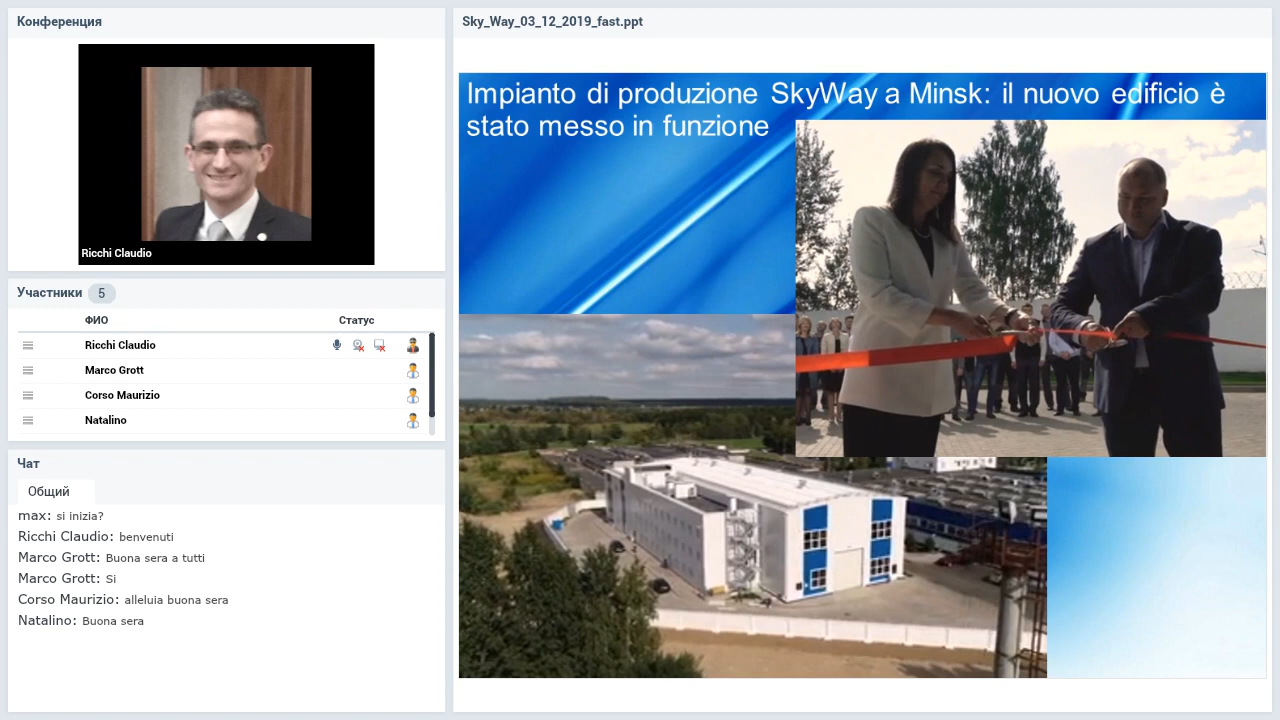 Конференция
Ricchi Claudio
Участники 5
ФИО Статус
Ricchi Claudio
Marco Grott
Corso Maurizio
Natalino
Чат
Общий
max: si inizia?
Ricchi Claudio: benvenuti
Marco Grott: Buona sera a tutti
Marco Grott: Si
Corso Maurizio: alleluia buona sera
Natalino: Buona sera
Sky_Way_03_12_2019_fast.ppt
Impianto di produzione SkyWay a Minsk: il nuovo edificio è
stato messo in funzione